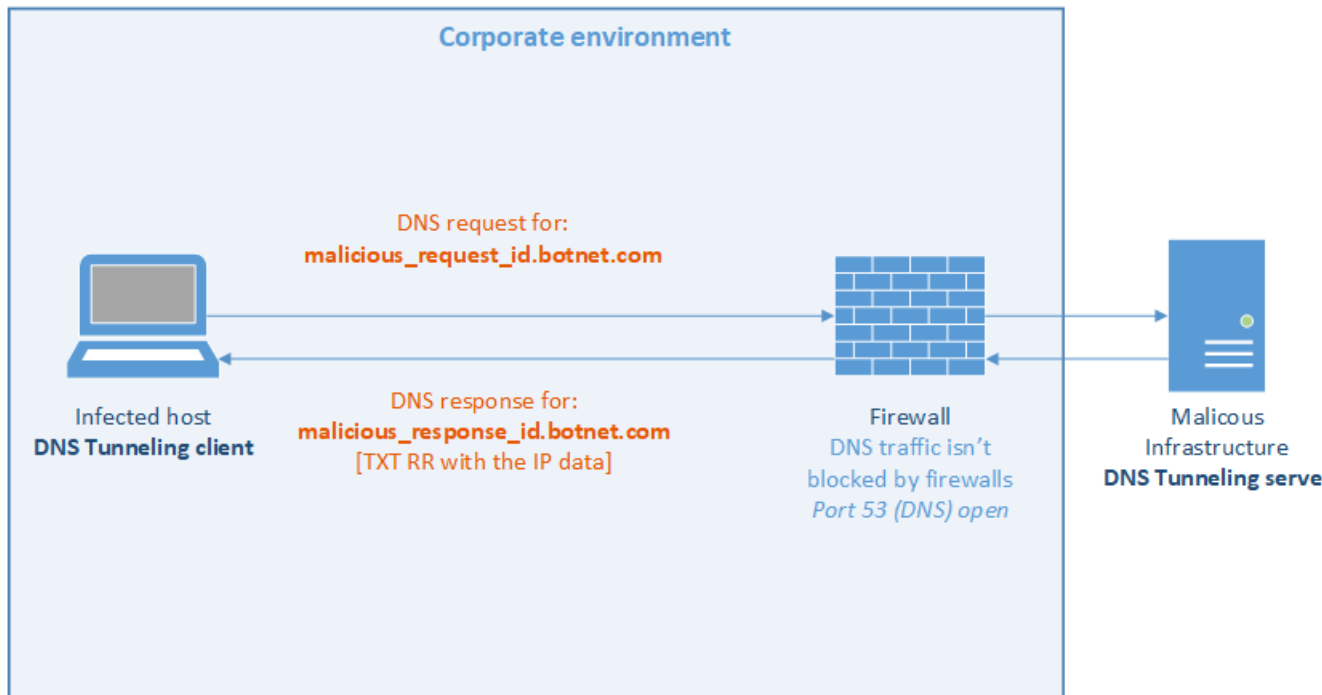 Corporate environment
DNS request for:
malicious_request_id.botnet.com
DNS response for:
malicious_response_id.botnet.com
[TXT RR with the IP data]
Infected host
DNS Tunneling client
Firewall
DNS traffic isn’t
blocked by firewalls
Port 53 (DNS) open
Malicous
Infrastructure
DNS Tunneling serve